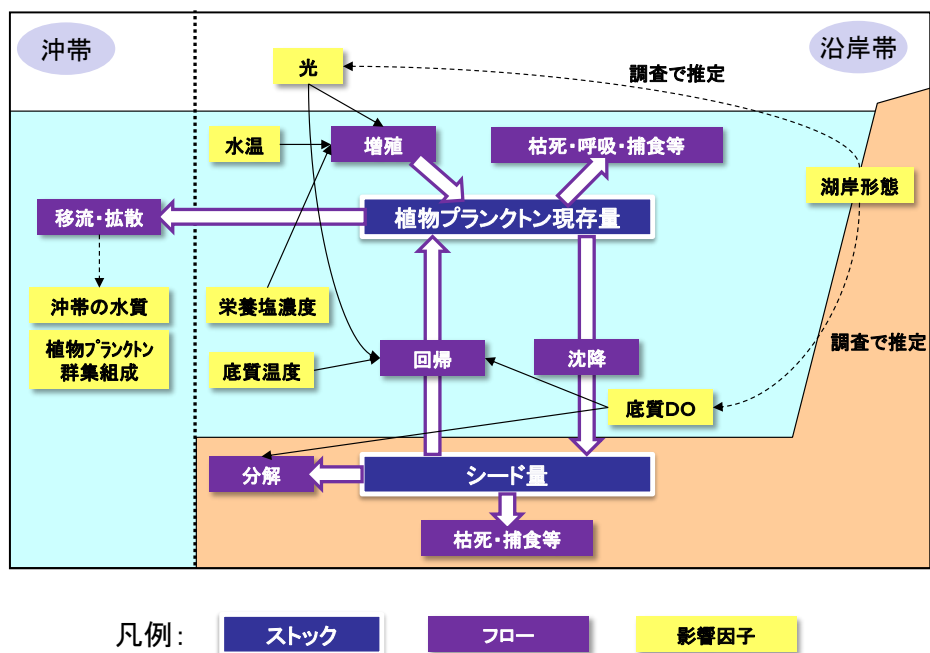 沖帯
沿岸帯
光
調査で推定
水温
増殖
枯死・呼吸・捕食等
湖岸形態
移流・拡散
植物プランクトン現存量
沖帯の水質
栄養塩濃度
植物プランクトン
群集組成
調査で推定
底質温度
回帰
沈降
底質DO
分解
シード量
枯死・捕食等
凡例:
ストック
フロー
影響因子